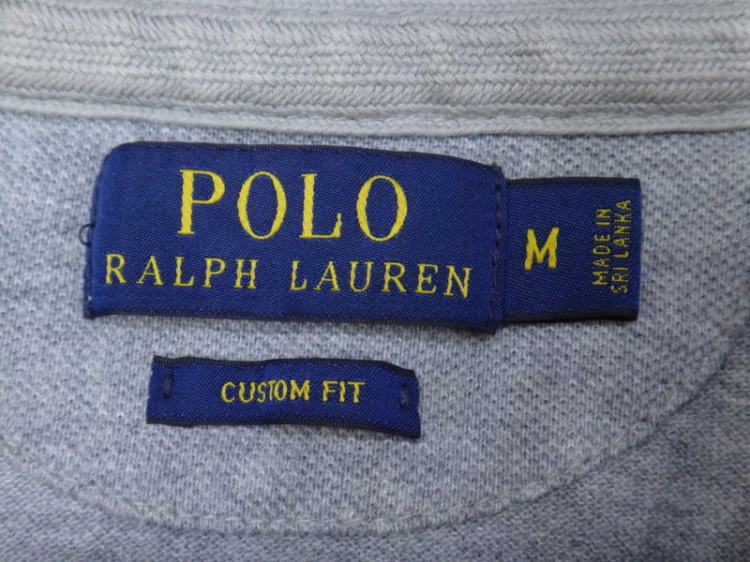 POLO
RALPH LAUREN
M
MADE IN
SRI LANKA
CUSTOM FIT